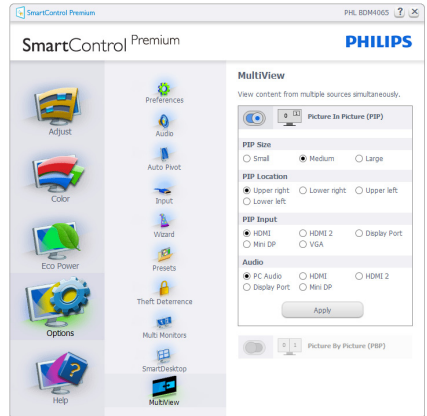 SmartControl Premium
PHL BDM4065 ? X
SmartControl Premium
PHILIPS
Adjust
Color
Eco Power
Options
Help
Preferences
Audio
Auto Pivot
Input
Wizard
Presets
Theft Deterrence
Multi Monitors
SmartDesktop
MultiView
MultiView
View content from multiple sources simultaneously.
0 1 Picture In Picture (PIP)
PIP Size
Small Medium Large
PIP Location
Upper right Lower right Upper left
Lower left
PIP Input
HDMI HDMI 2 Display Port
Mini DP VGA
Audio
PC Audio HDMI HDMI 2
Display Port Mini DP
Apply
0 1 Picture By Picture (PBP)